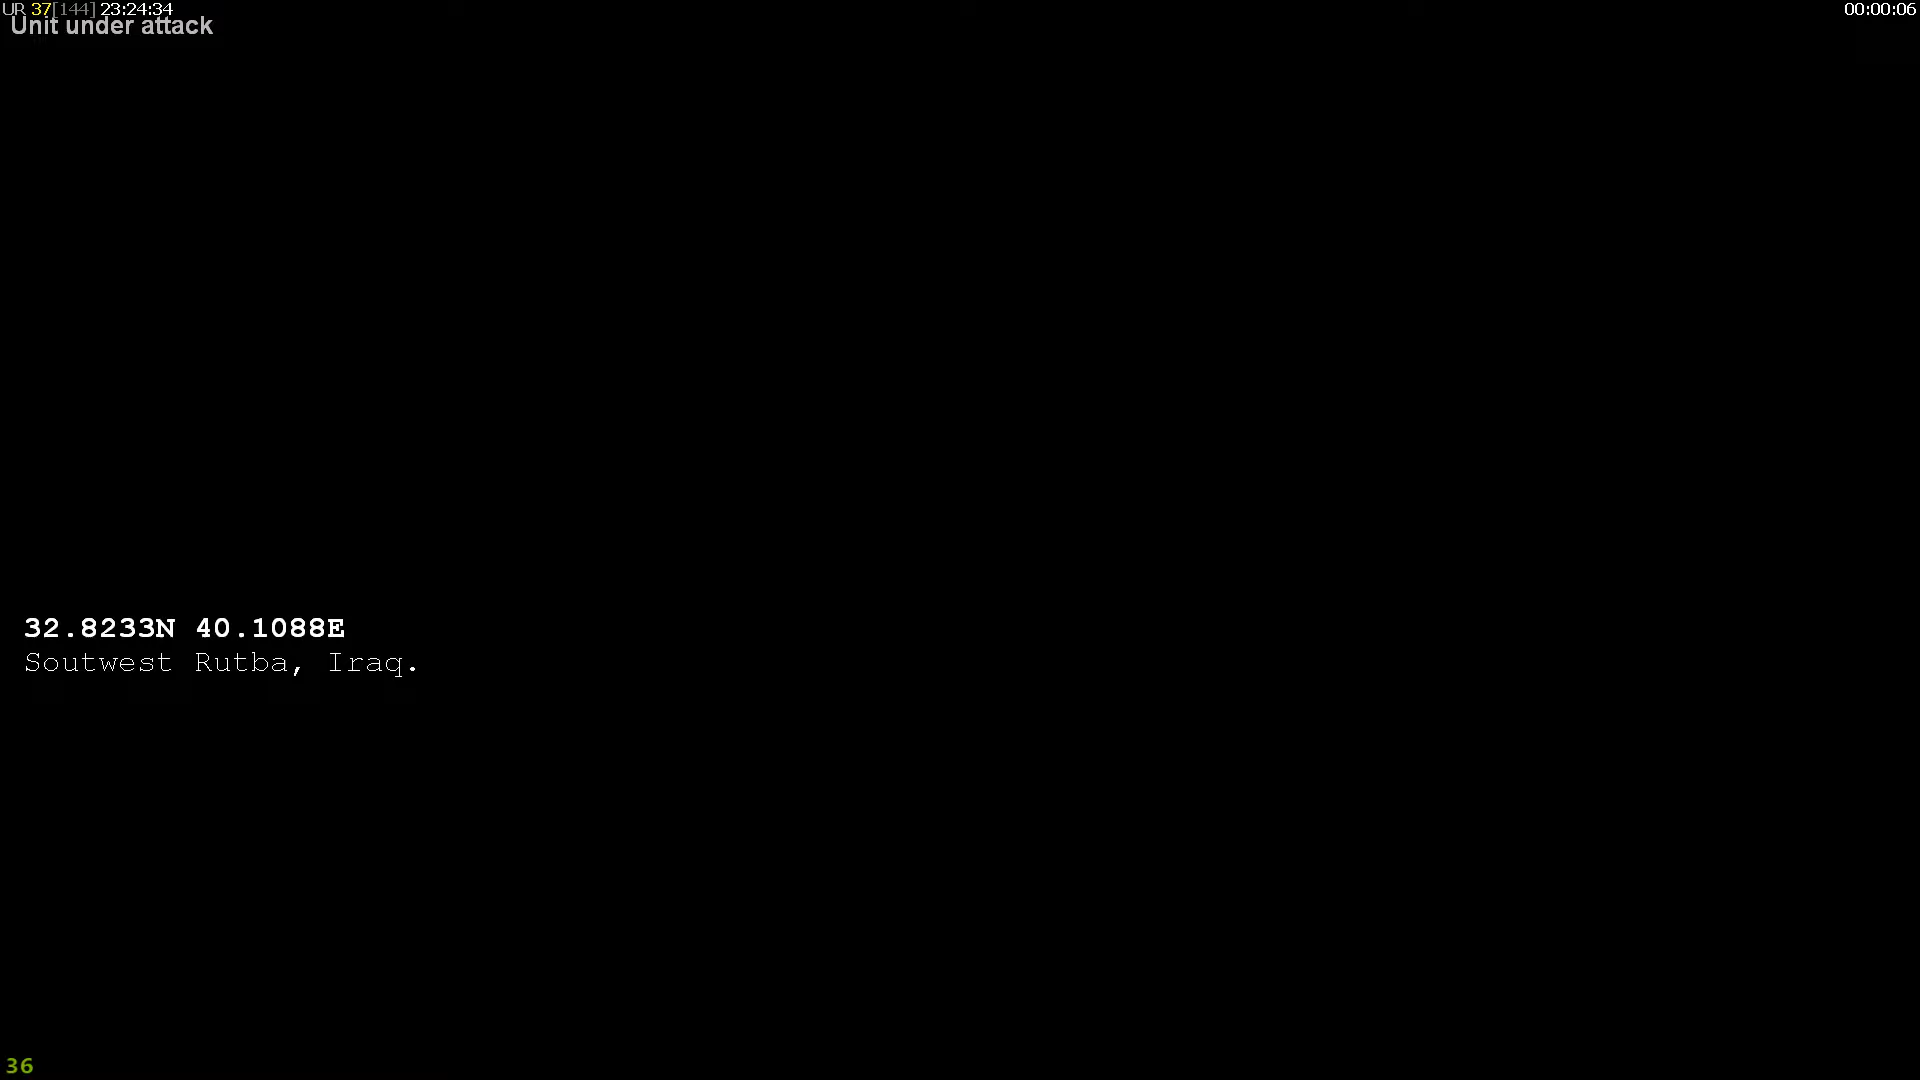 UR 37[144] 23:24:34
00:00:06
Unit under attack
32.8233N 40.1088E
Soutwest Rutba, Iraq.
36